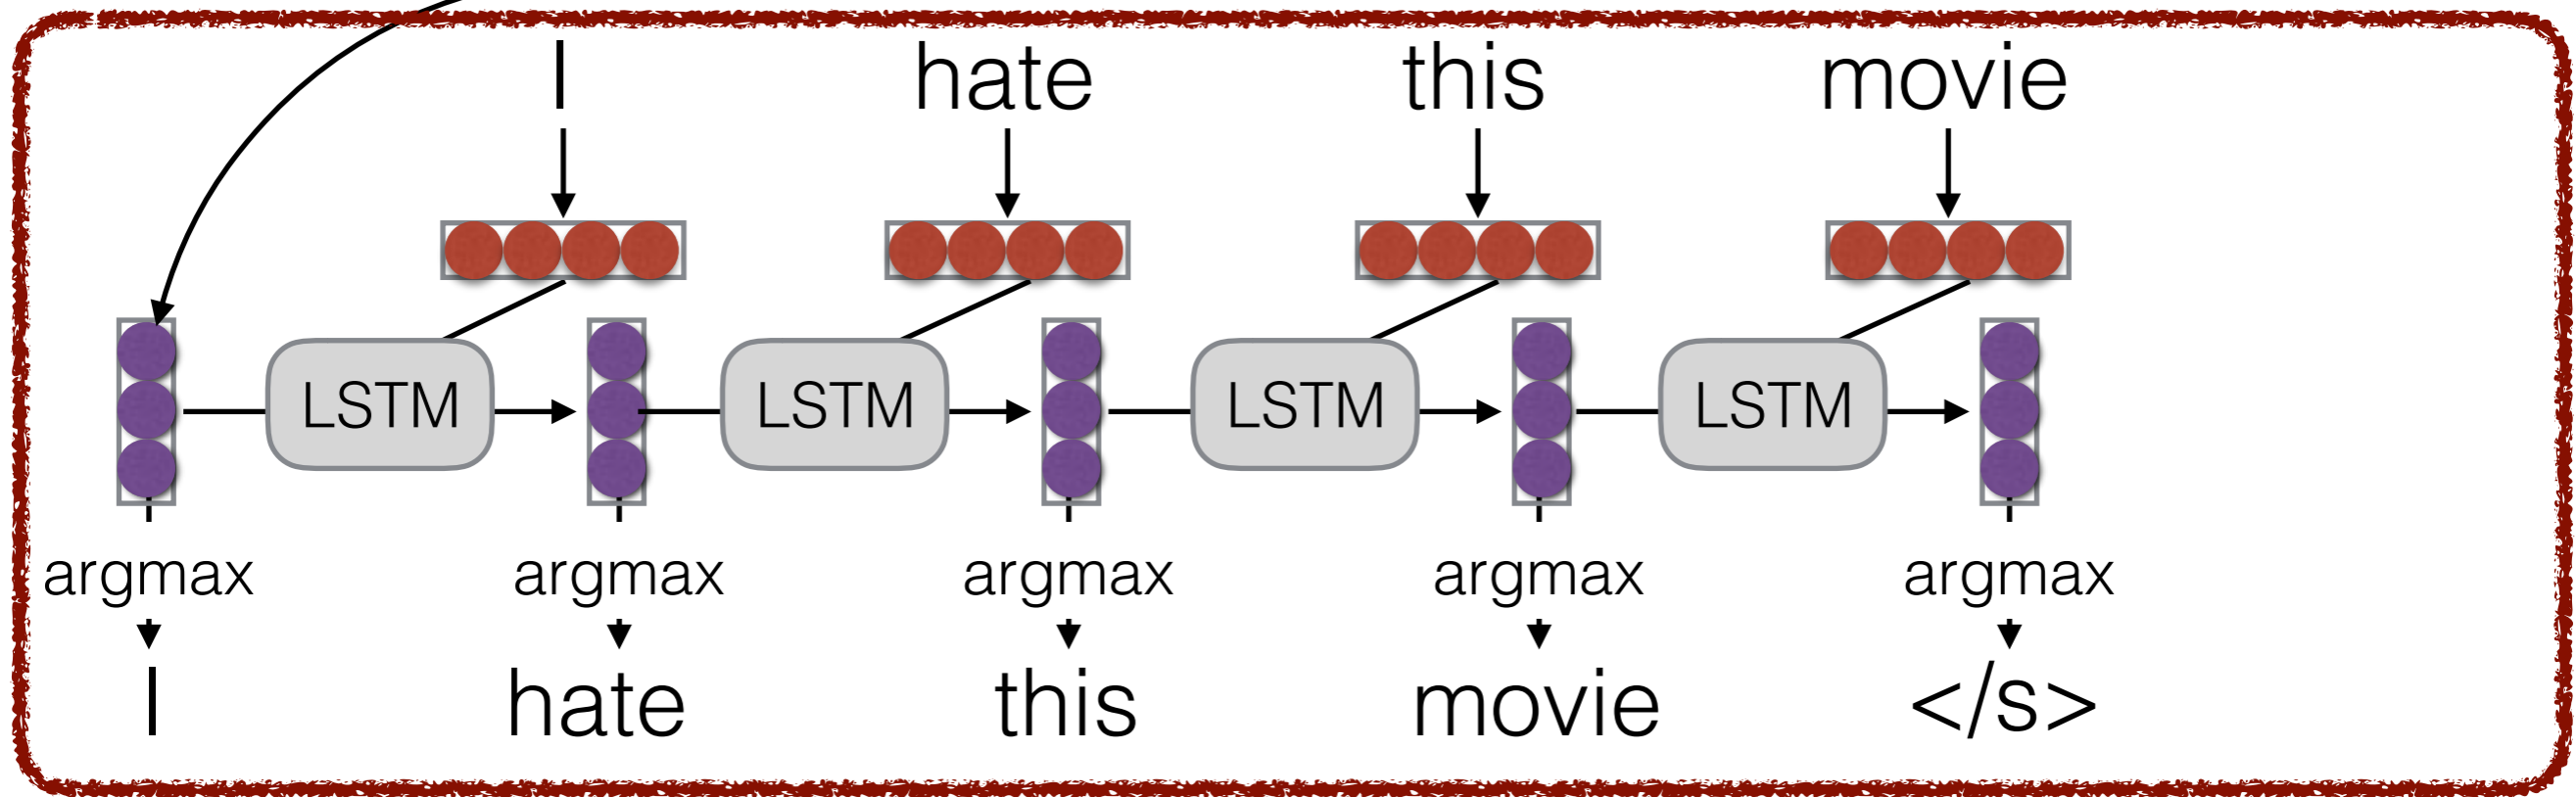 I hate this movie
LSTM LSTM LSTM LSTM
argmax argmax argmax argmax argmax
I hate this movie </s>